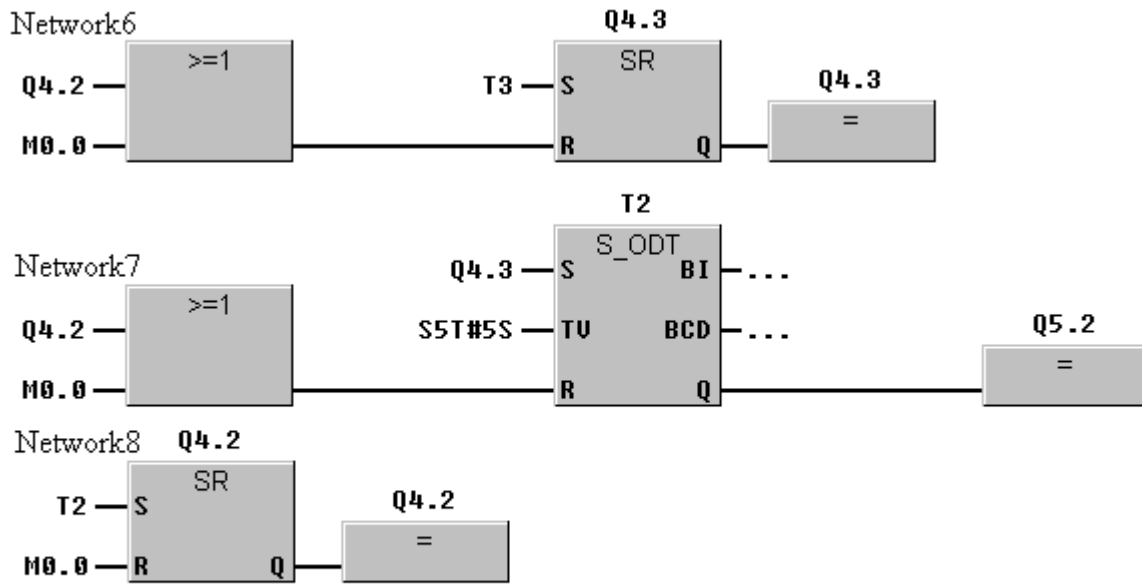 Network6
Q4.3
>=1
SR
Q4.2
T3
S
Q4.3
=
M0.0
R
Q
T2
Network7
S_ODT
>=1
Q4.3
S
BI
...
Q4.2
S5T#5S
TV
BCD
...
Q5.2
=
M0.0
R
Q
Network8
Q4.2
SR
T2
S
Q4.2
=
M0.0
R
Q